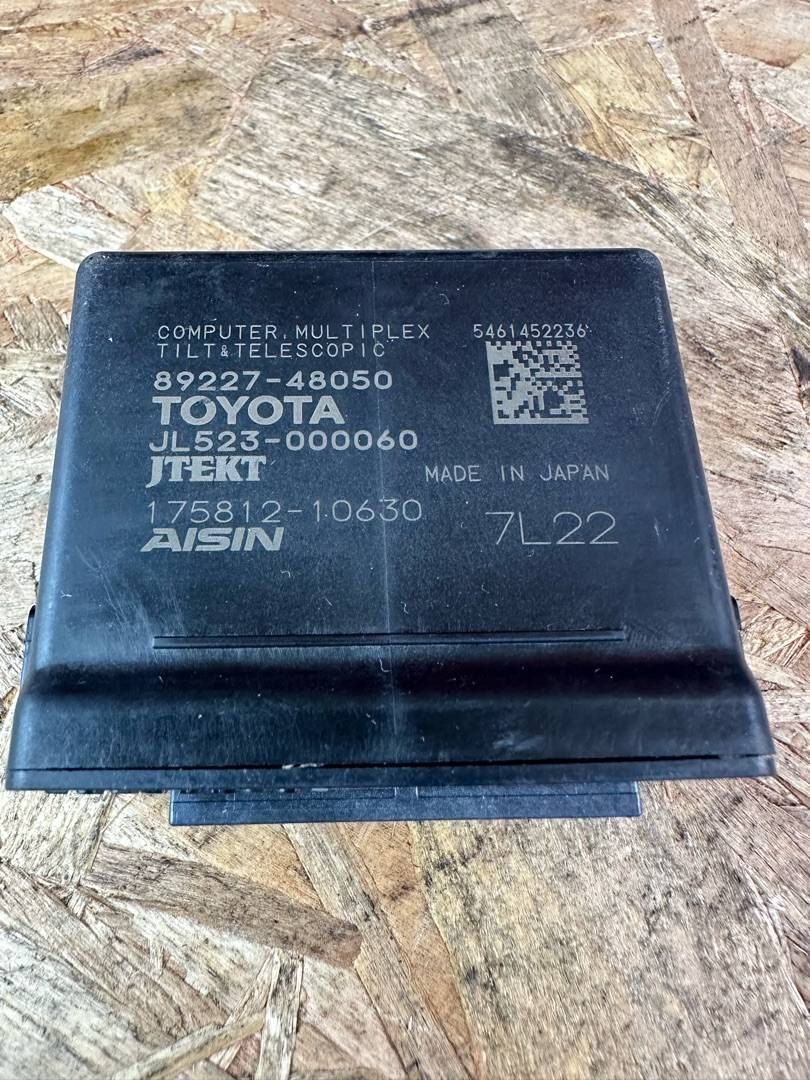 COMPUTER, MULTIPLEX
TILT&TELESCOPIC
5461452236
89227-48050
TOYOTA
JL523-000060
JTEKT
MADE IN JAPAN
175812-10630
AISIN
7L22